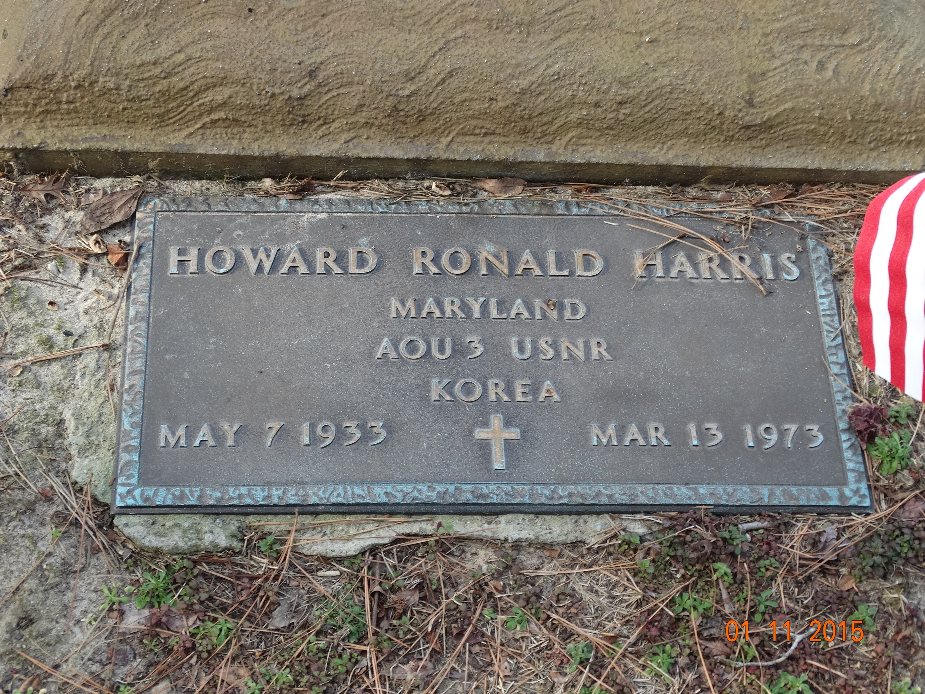 HOWARD RONALD HARRIS
MARYLAND
AOU 3 USNR
KOREA
MAY 7 1933 MAR 13 1973
01 11 2015